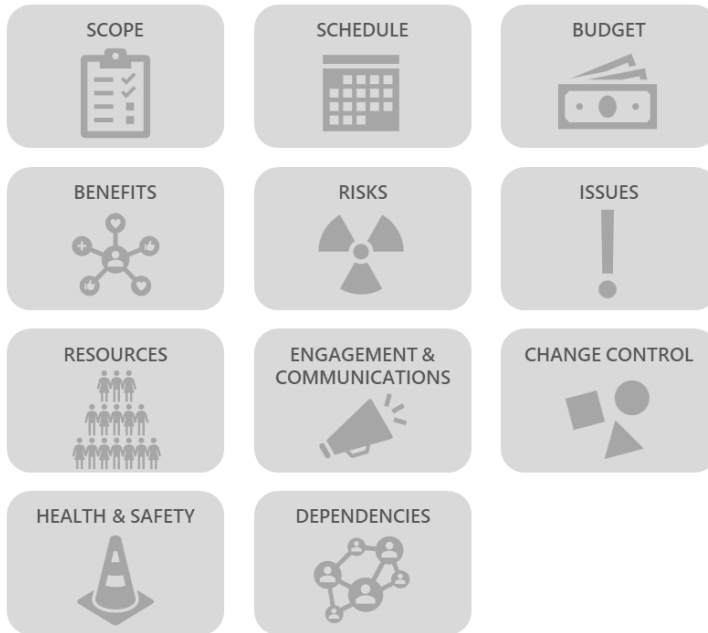 SCOPE
SCHEDULE
BUDGET
BENEFITS
RISKS
ISSUES
RESOURCES
ENGAGEMENT &
COMMUNICATIONS
CHANGE CONTROL
HEALTH & SAFETY
DEPENDENCIES